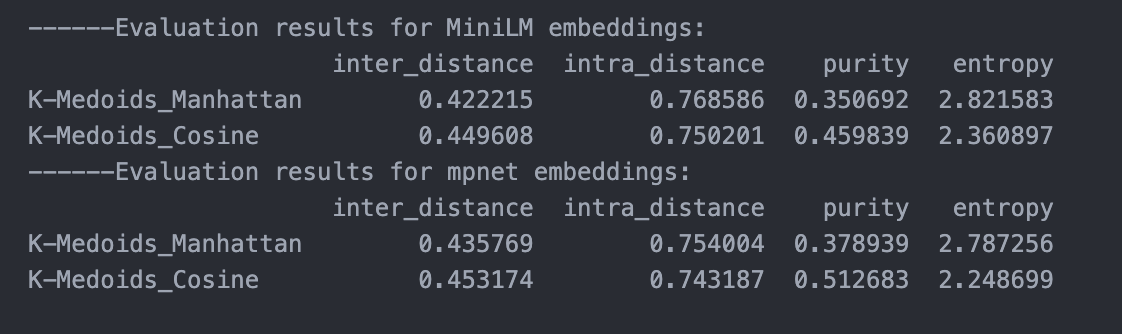 ------Evaluation results for MiniLM embeddings:
                     inter_distance  intra_distance    purity   entropy
K-Medoids_Manhattan        0.422215        0.768586  0.350692  2.821583
K-Medoids_Cosine           0.449608        0.750201  0.459839  2.360897
------Evaluation results for mpnet embeddings:
                     inter_distance  intra_distance    purity   entropy
K-Medoids_Manhattan        0.435769        0.754004  0.378939  2.787256
K-Medoids_Cosine           0.453174        0.743187  0.512683  2.248699